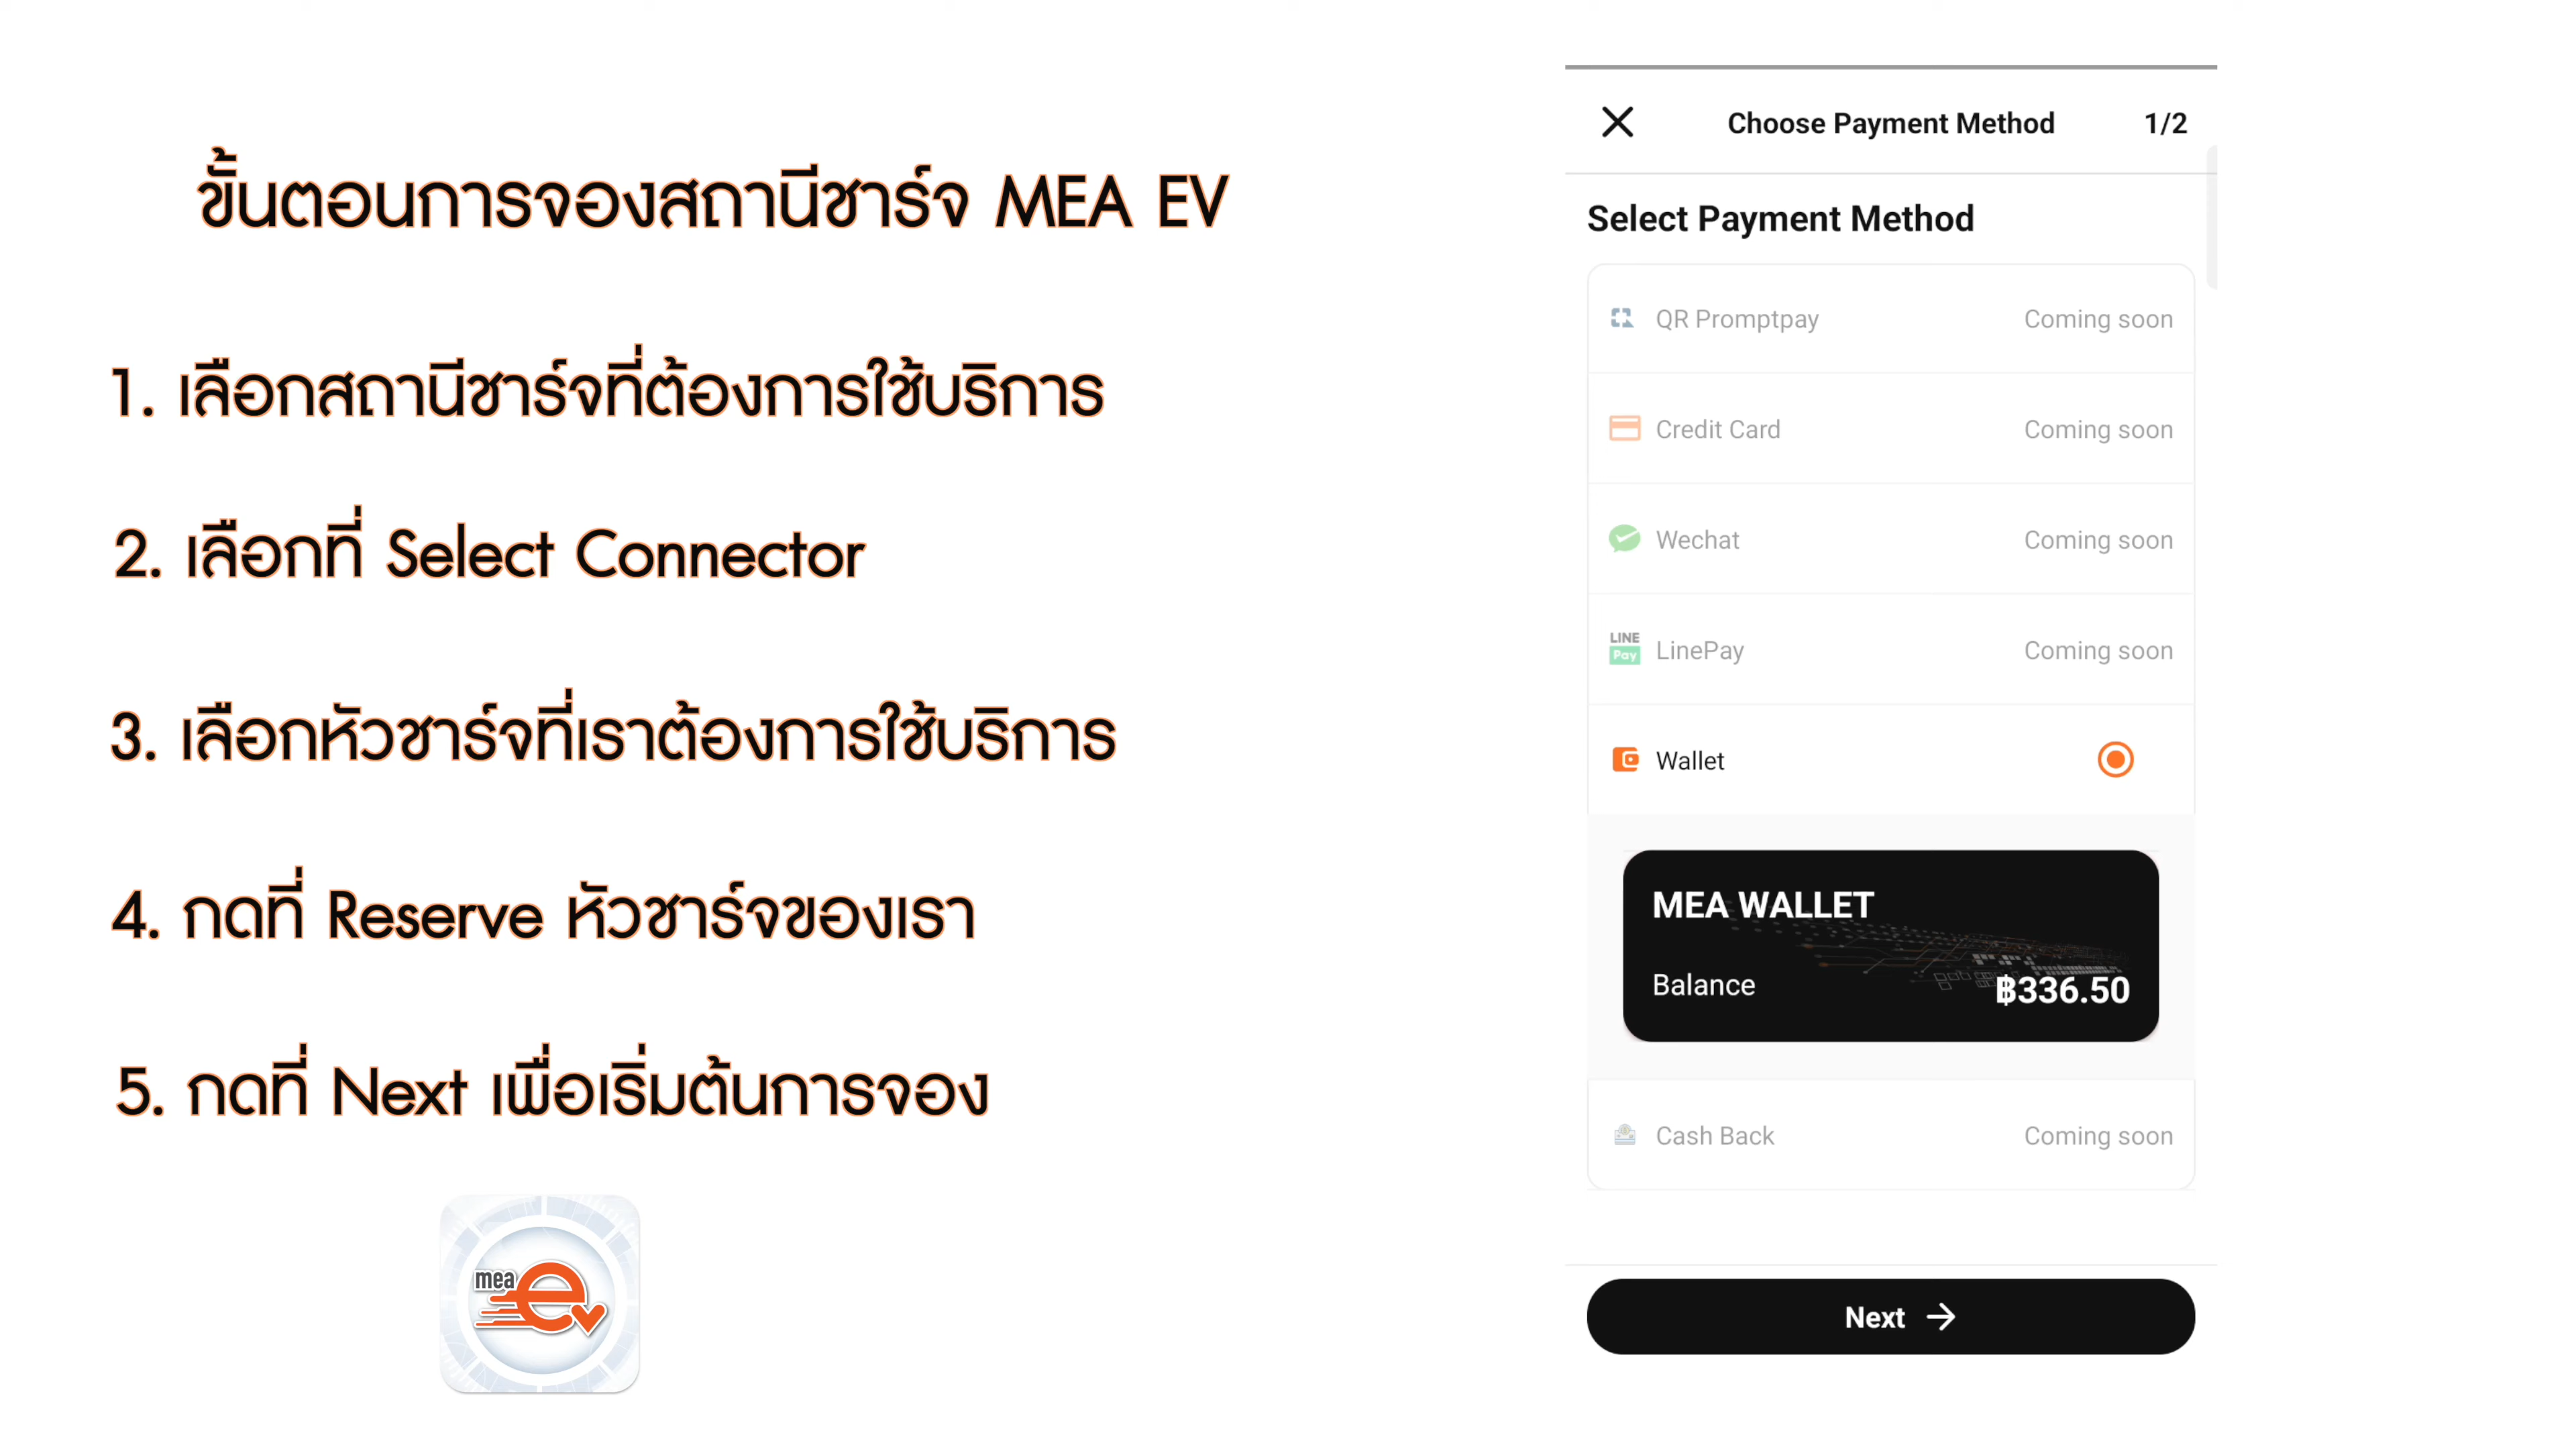 ขั้นตอนการจองสถานีชาร์จ MEA EV
1. เลือกสถานีชาร์จที่ต้องการใช้บริการ
2. เลือกที่ Select Connector
3. เลือกหัวชาร์จที่เราต้องการใช้บริการ
4. กดที่ Reserve หัวชาร์จของเรา
5. กดที่ Next เพื่อเริ่มต้นการจอง
mea ev
Choose Payment Method 1/2
Select Payment Method
QR Promptpay Coming soon
Credit Card Coming soon
Wechat Coming soon
LINE Pay LinePay Coming soon
Wallet
MEA WALLET
Balance ฿336.50
Cash Back Coming soon
Next →